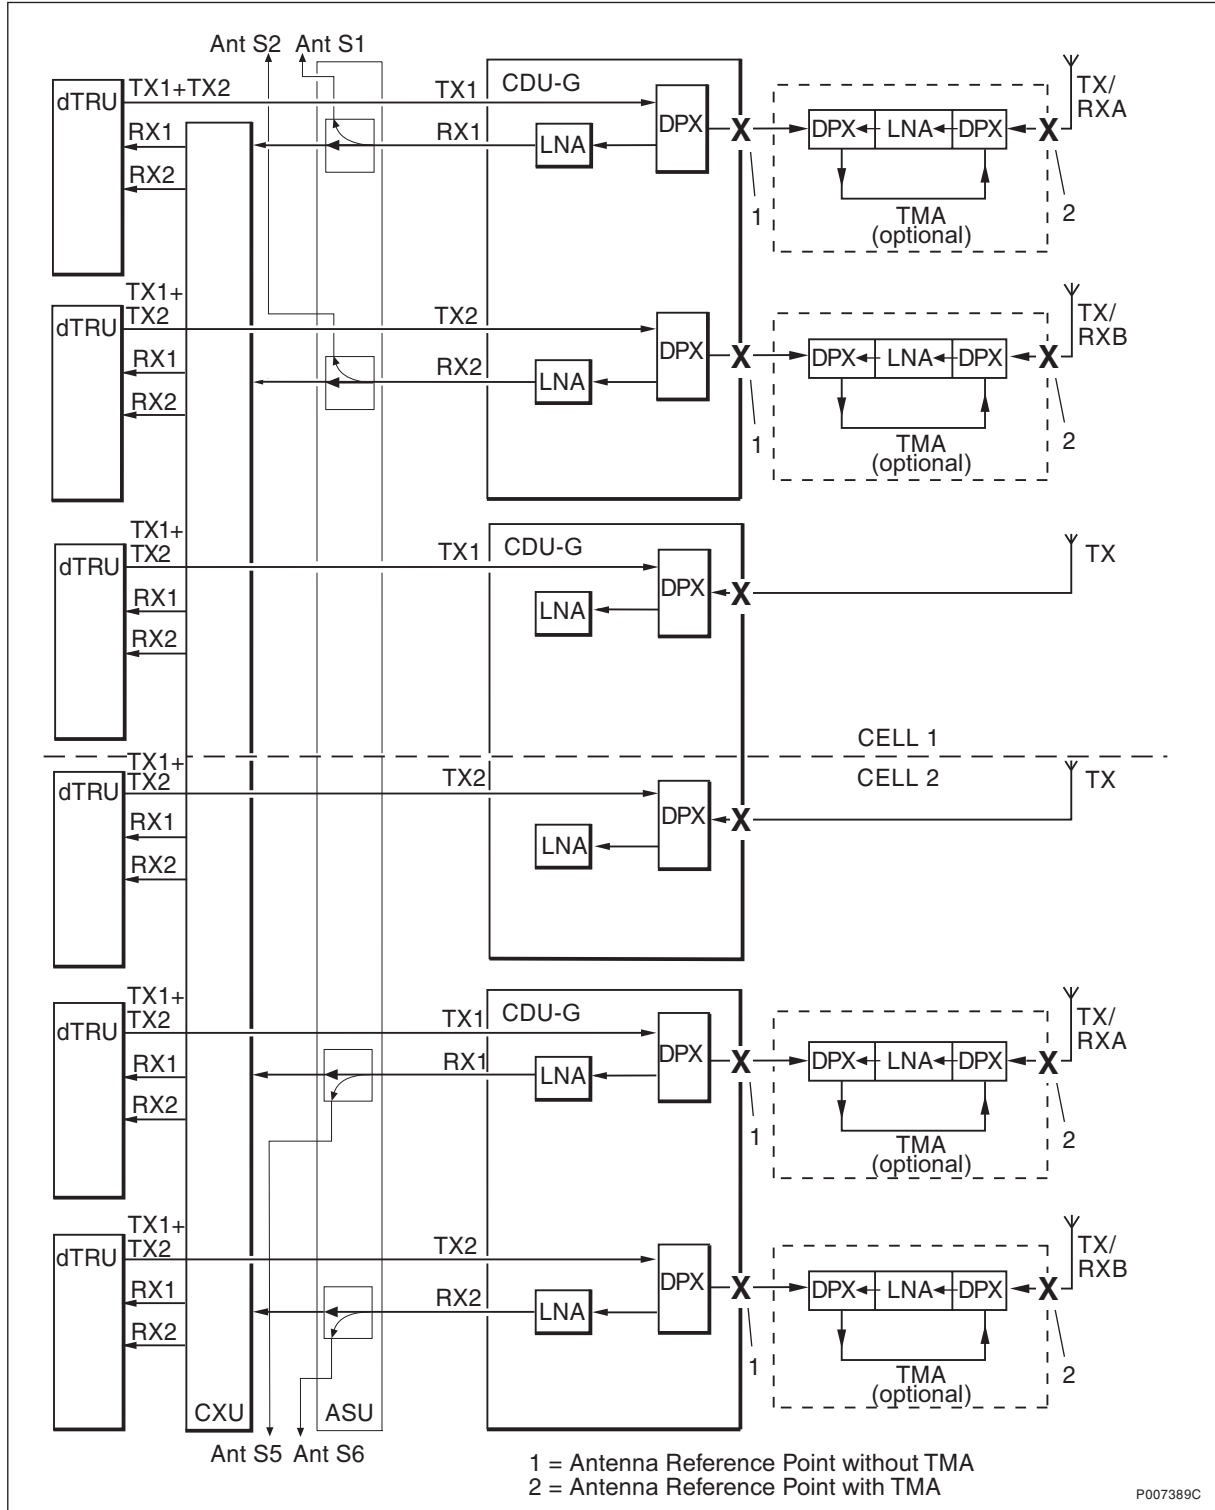 Ant S2 Ant S1
dTRU TX1+TX2 TX1 CDU-G DPX TX/
RXA
RX1 RX1 LNA X DPX LNA DPX X
RX2 1 TMA 2
(optional)
TX1+
dTRU TX2 TX2 DPX TX/
RXB
RX1 RX2 LNA X DPX LNA DPX X
RX2 1 TMA 2
(optional)
TX1+
dTRU TX2 TX1 CDU-G TX
RX1 LNA DPX X
RX2
CELL 1
TX1+ CELL 2
dTRU TX2 TX2 DPX X TX
RX1 LNA
RX2
TX1+
dTRU TX2 TX1 CDU-G DPX TX/
RXA
RX1 RX1 LNA X DPX LNA DPX X
RX2 1 TMA 2
(optional)
TX1+
dTRU TX2 TX2 DPX TX/
RXB
RX1 RX2 LNA X DPX LNA DPX X
RX2 1 TMA 2
(optional)
CXU ASU
Ant S5 Ant S6
1 = Antenna Reference Point without TMA
2 = Antenna Reference Point with TMA
P007389C